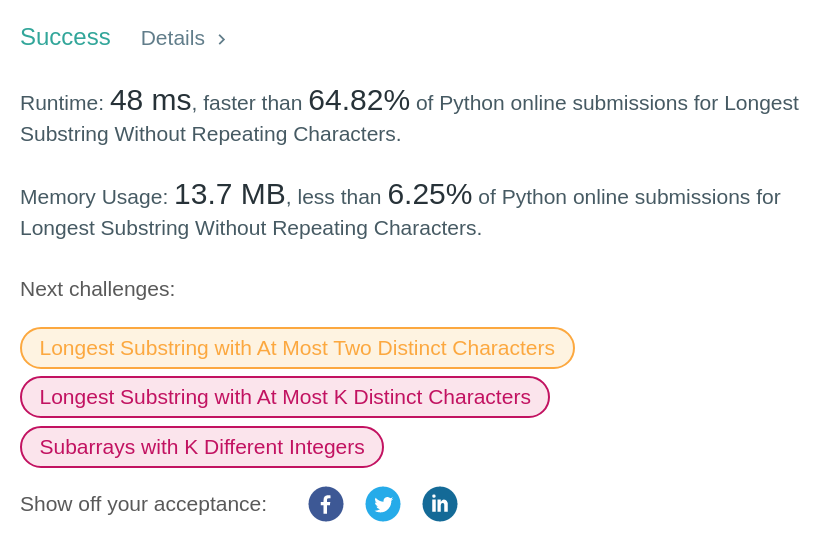 Success Details >
Runtime: 48 ms, faster than 64.82% of Python online submissions for Longest
Substring Without Repeating Characters.
Memory Usage: 13.7 MB, less than 6.25% of Python online submissions for
Longest Substring Without Repeating Characters.
Next challenges:
Longest Substring with At Most Two Distinct Characters
Longest Substring with At Most K Distinct Characters
Subarrays with K Different Integers
Show off your acceptance: